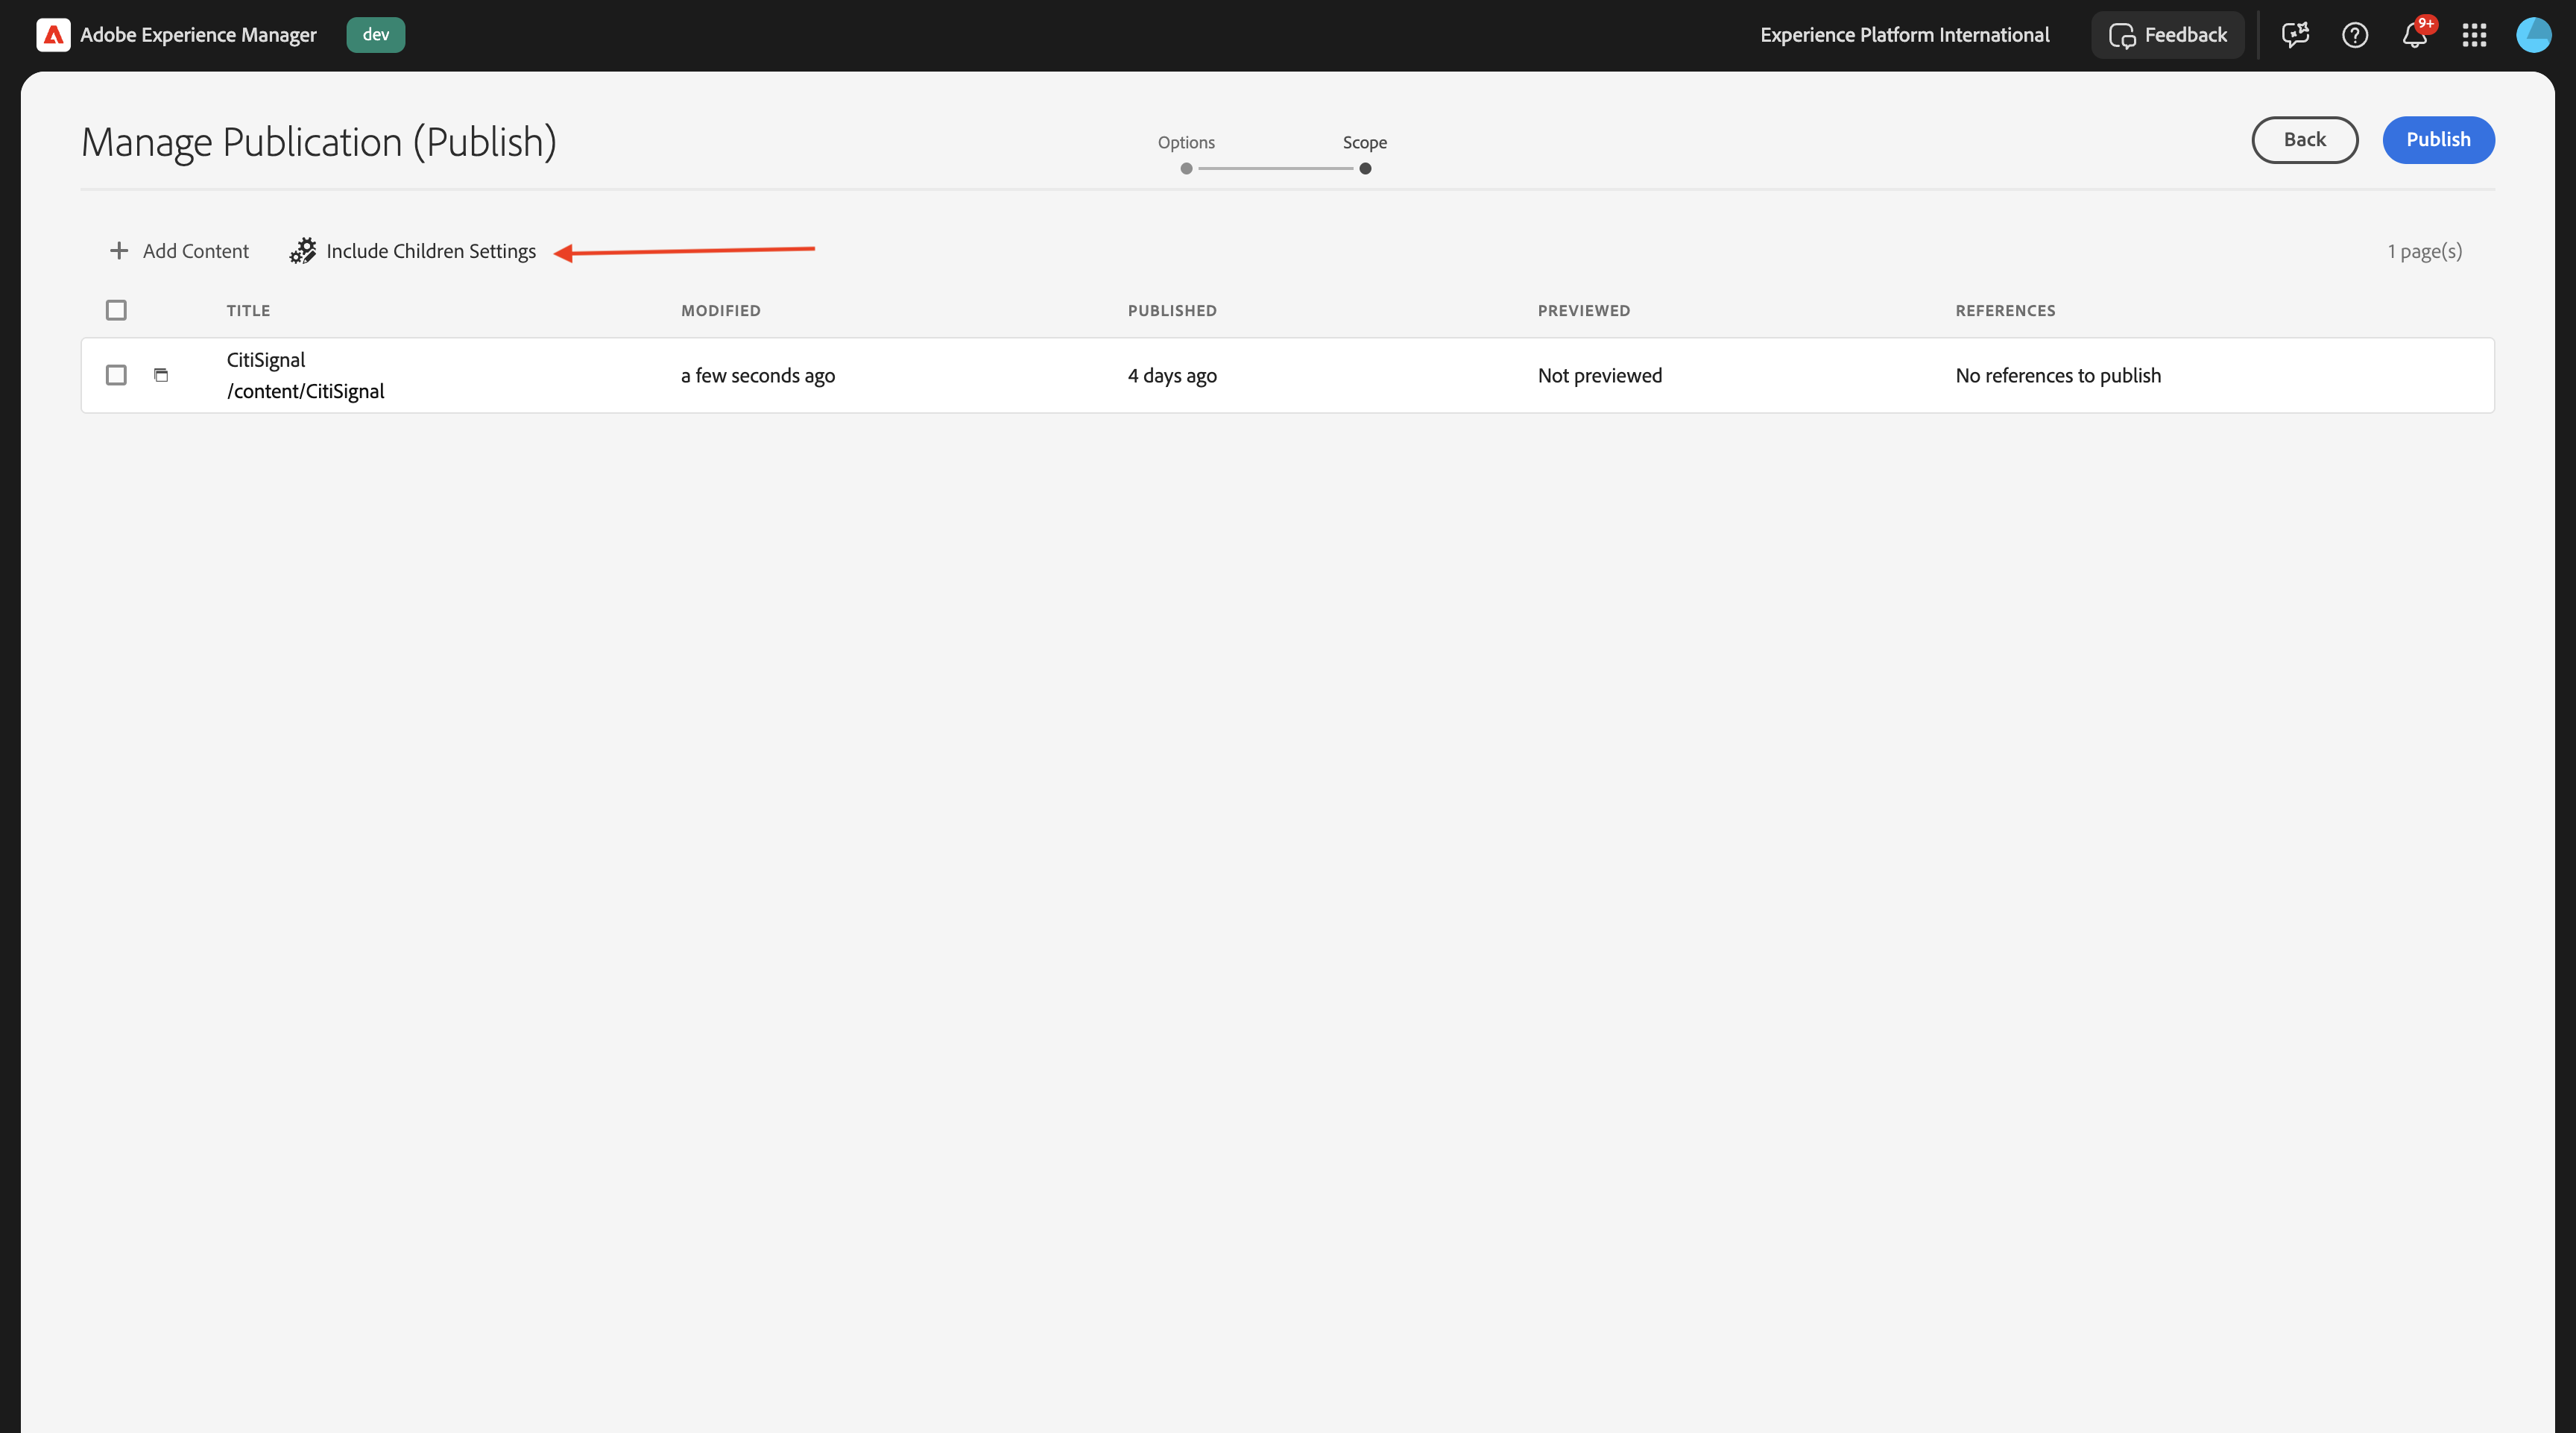 Adobe Experience Manager dev Experience Platform International Feedback 9+
Manage Publication (Publish) Options Scope Back Publish
Add Content Include Children Settings 1 page(s)
TITLE MODIFIED PUBLISHED PREVIEWED REFERENCES
CitiSignal
/content/CitiSignal a few seconds ago 4 days ago Not previewed No references to publish